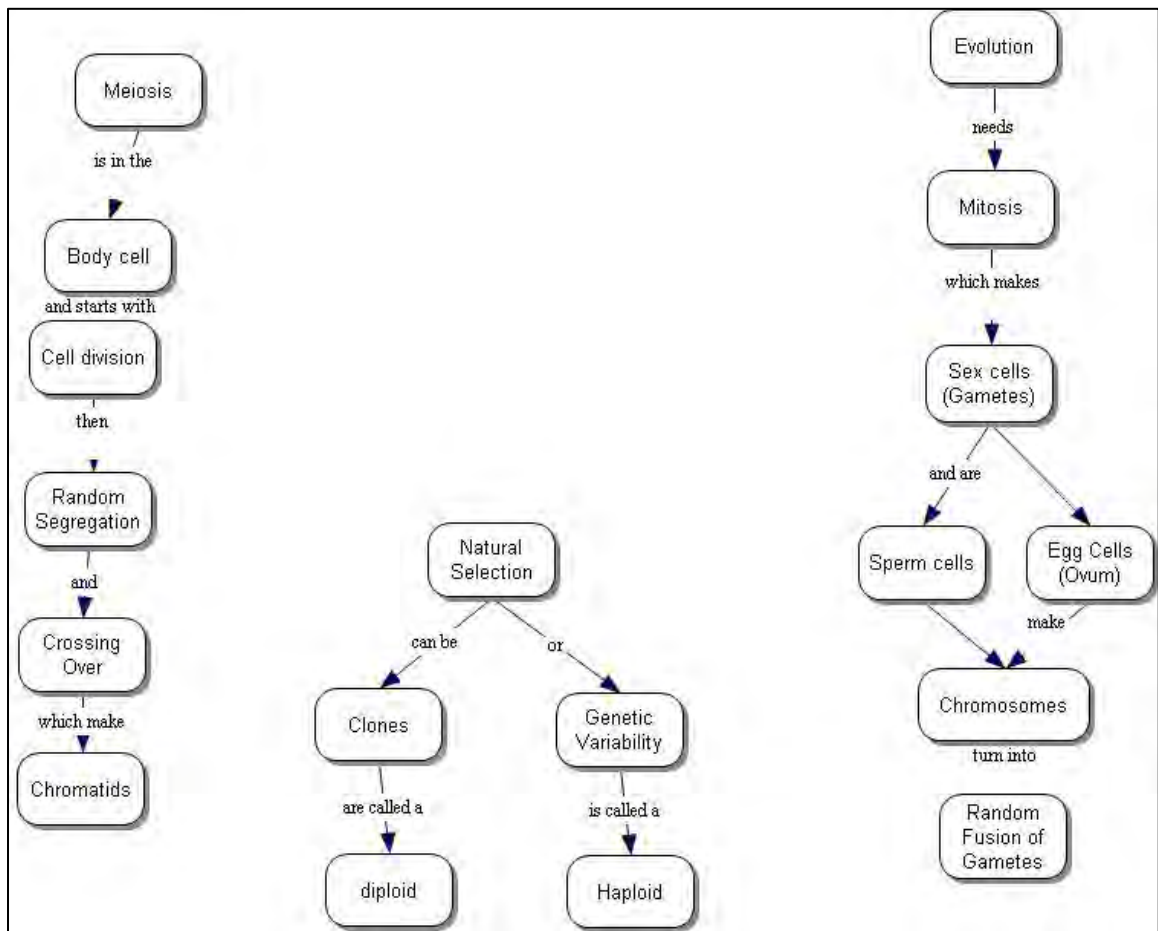 Meiosis
is in the
Body cell
and starts with
Cell division
then
Random
Segregation
and
Crossing
Over
which make
Chromatids
Natural
Selection
can be
or
Clones
Genetic
Variability
are called a
is called a
diploid
Haploid
Evolution
needs
Mitosis
which makes
Sex cells
(Gametes)
and are
Sperm cells
Egg Cells
(Ovum)
make
Chromosomes
turn into
Random
Fusion of
Gametes